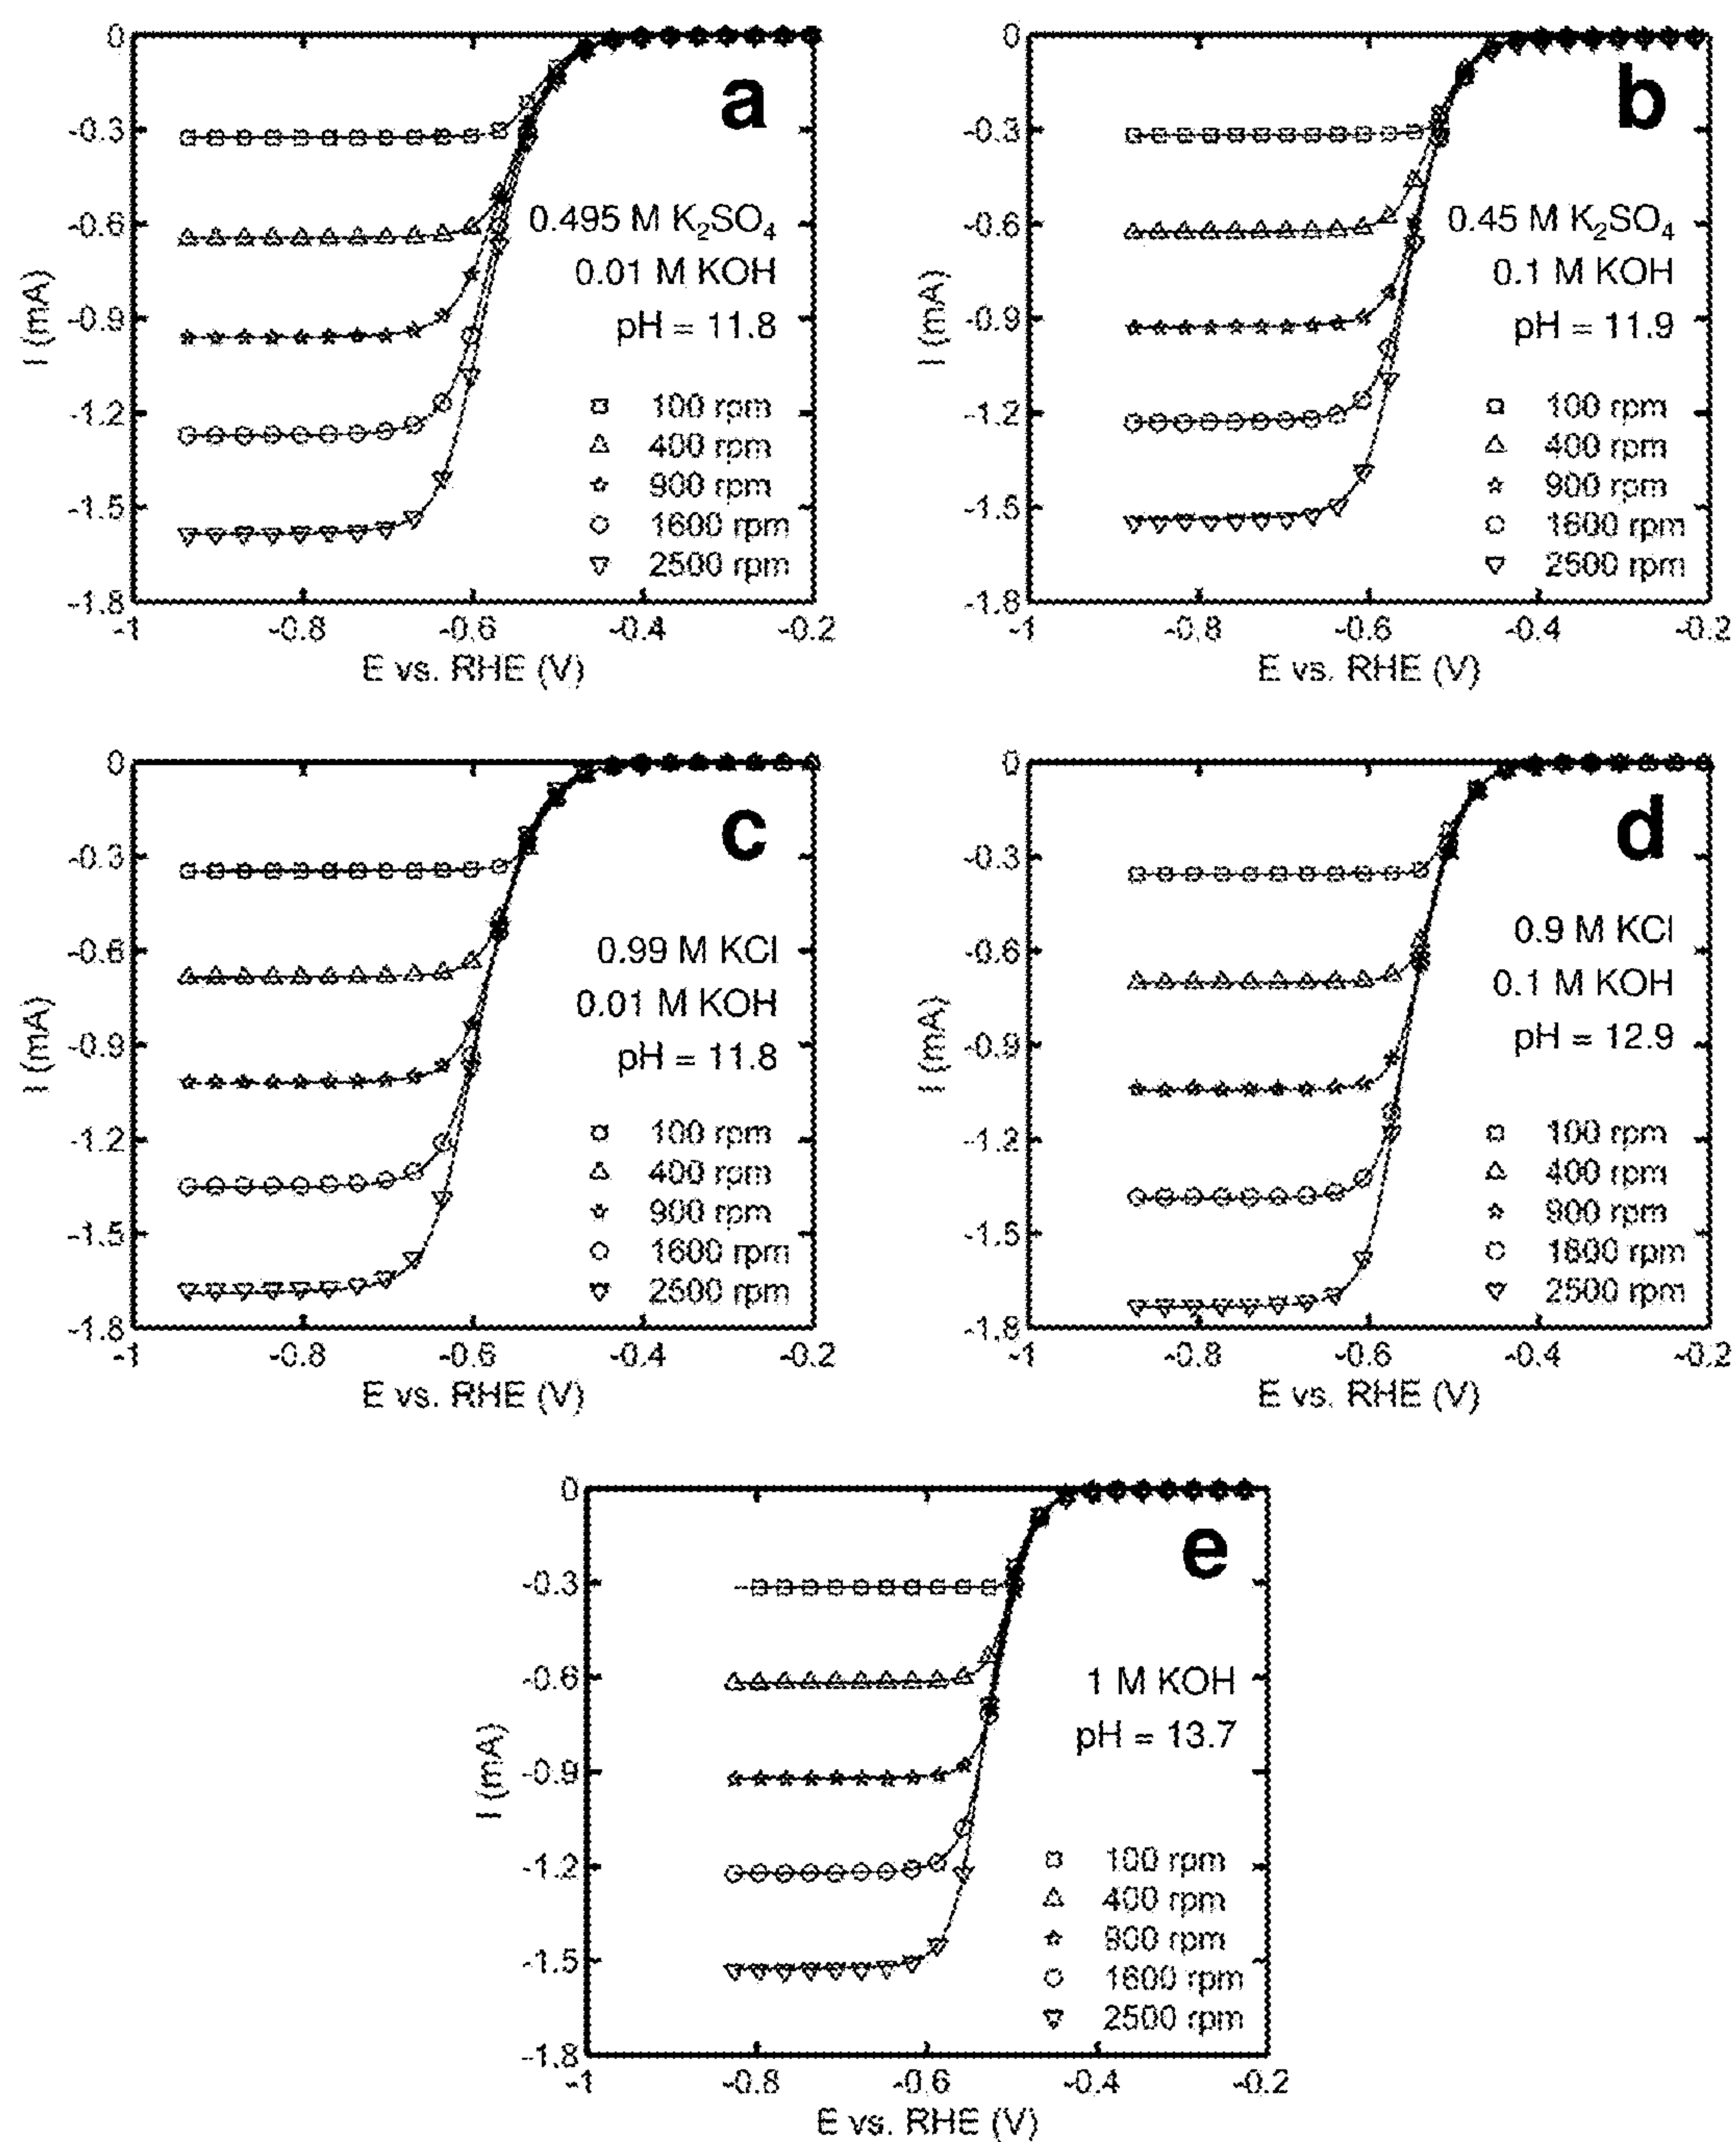 a
0
-0.3
-0.6
-0.9
-1.2
-1.5
-1.8
I (mA)
0.495 M K₂SO₄
0.01 M KOH
pH = 11.8
100 rpm
400 rpm
900 rpm
1600 rpm
2500 rpm
-1 -0.8 -0.6 -0.4 -0.2
E vs. RHE (V)
b
0
-0.3
-0.6
-0.9
-1.2
-1.5
-1.8
I (mA)
0.45 M K₂SO₄
0.1 M KOH
pH = 11.9
100 rpm
400 rpm
900 rpm
1600 rpm
2500 rpm
-1 -0.8 -0.6 -0.4 -0.2
E vs. RHE (V)
c
0
-0.3
-0.6
-0.9
-1.2
-1.5
-1.8
I (mA)
0.99 M KCl
0.01 M KOH
pH = 11.8
100 rpm
400 rpm
900 rpm
1600 rpm
2500 rpm
-1 -0.8 -0.6 -0.4 -0.2
E vs. RHE (V)
d
0
-0.3
-0.6
-0.9
-1.2
-1.5
-1.8
I (mA)
0.9 M KCl
0.1 M KOH
pH = 12.9
100 rpm
400 rpm
900 rpm
1600 rpm
2500 rpm
-1 -0.8 -0.6 -0.4 -0.2
E vs. RHE (V)
e
0
-0.3
-0.6
-0.9
-1.2
-1.5
-1.8
I (mA)
1 M KOH
pH = 13.7
100 rpm
400 rpm
900 rpm
1600 rpm
2500 rpm
-1 -0.8 -0.6 -0.4 -0.2
E vs. RHE (V)